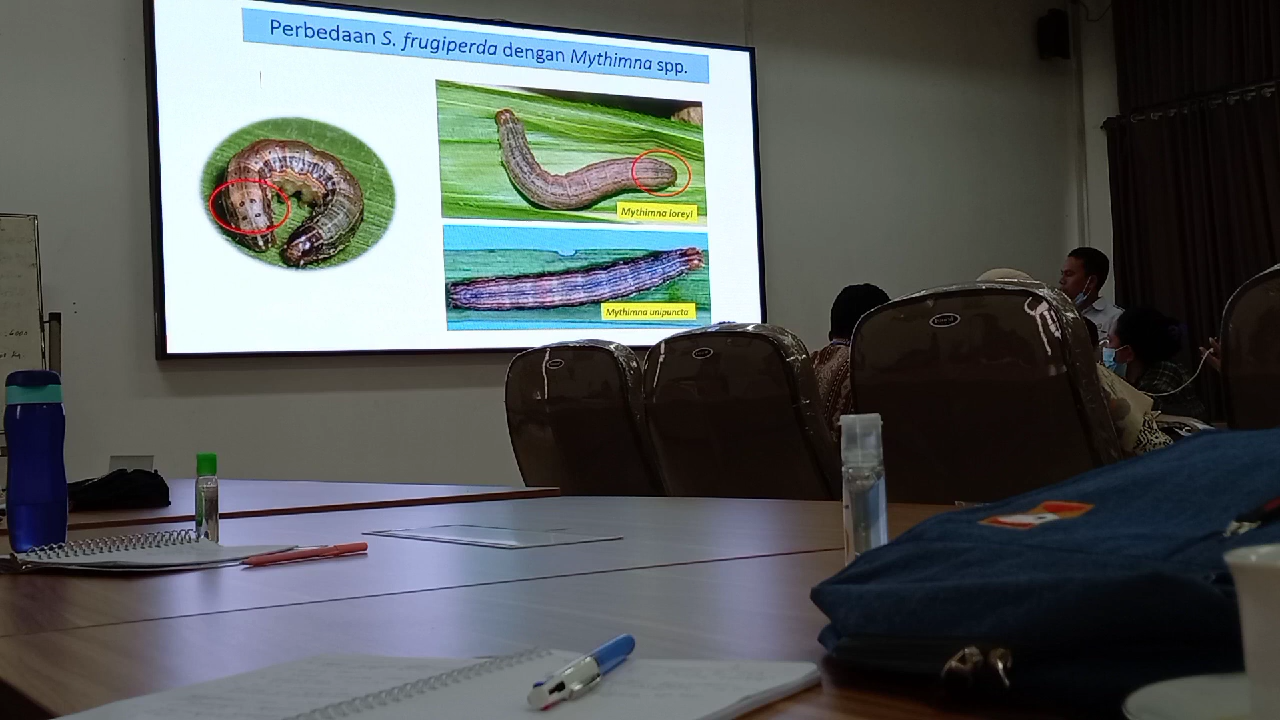 Perbedaan S. frugiperda dengan Mythimna spp.
Mythimna loreyi
Mythimna unipuncta